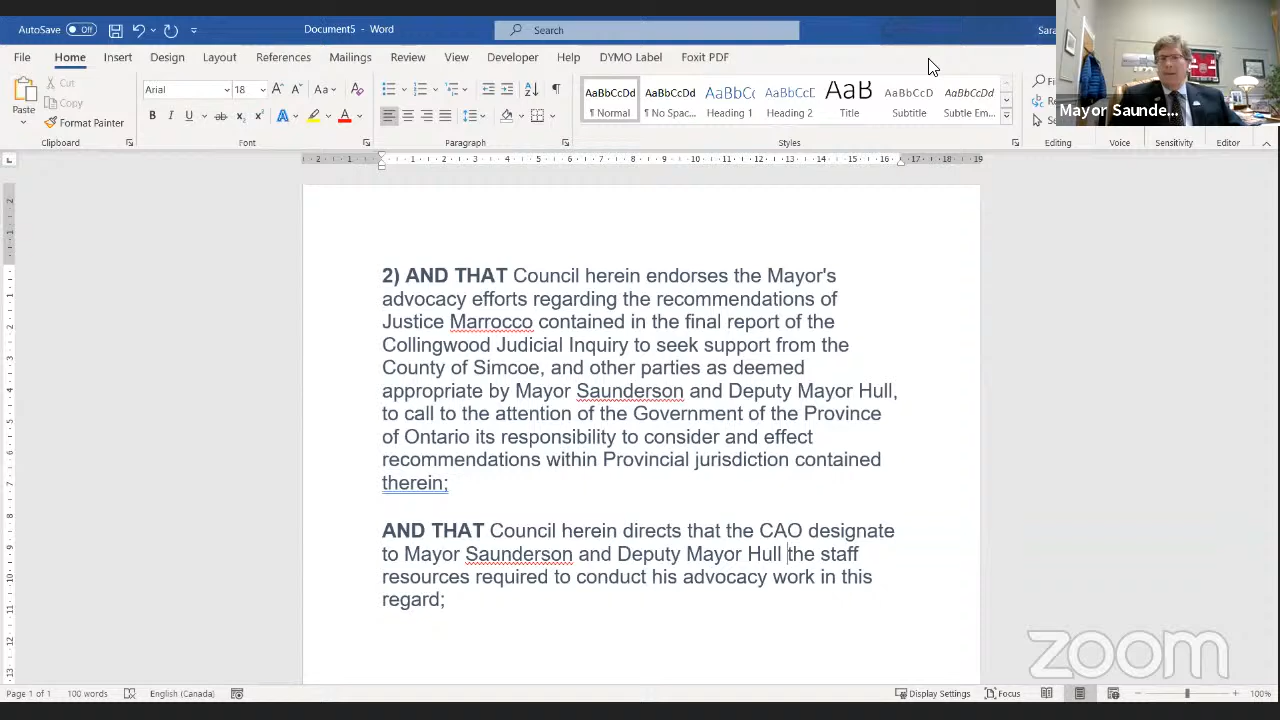 AutoSave Off Document5 - Word Search Sara
File Home Insert Design Layout References Mailings Review View Developer Help DYMO Label Foxit PDF
Paste Cut Copy Format Painter
Arial 18
AaBbCcDd AaBbCcDd AaBbCc AaBbCcC AaB AaBbCcD AaBbCcDd
¶ Normal ¶ No Spac... Heading 1 Heading 2 Title Subtitle Subtle Em...
Clipboard Font Paragraph Styles Editing Voice Sensitivity Editor
Mayor Saunde...
2) AND THAT Council herein endorses the Mayor's
advocacy efforts regarding the recommendations of
Justice Marrocco contained in the final report of the
Collingwood Judicial Inquiry to seek support from the
County of Simcoe, and other parties as deemed
appropriate by Mayor Saunderson and Deputy Mayor Hull,
to call to the attention of the Government of the Province
of Ontario its responsibility to consider and effect
recommendations within Provincial jurisdiction contained
therein;
AND THAT Council herein directs that the CAO designate
to Mayor Saunderson and Deputy Mayor Hull the staff
resources required to conduct his advocacy work in this
regard;
zoom
Page 1 of 1 100 words English (Canada) Display Settings Focus 100%